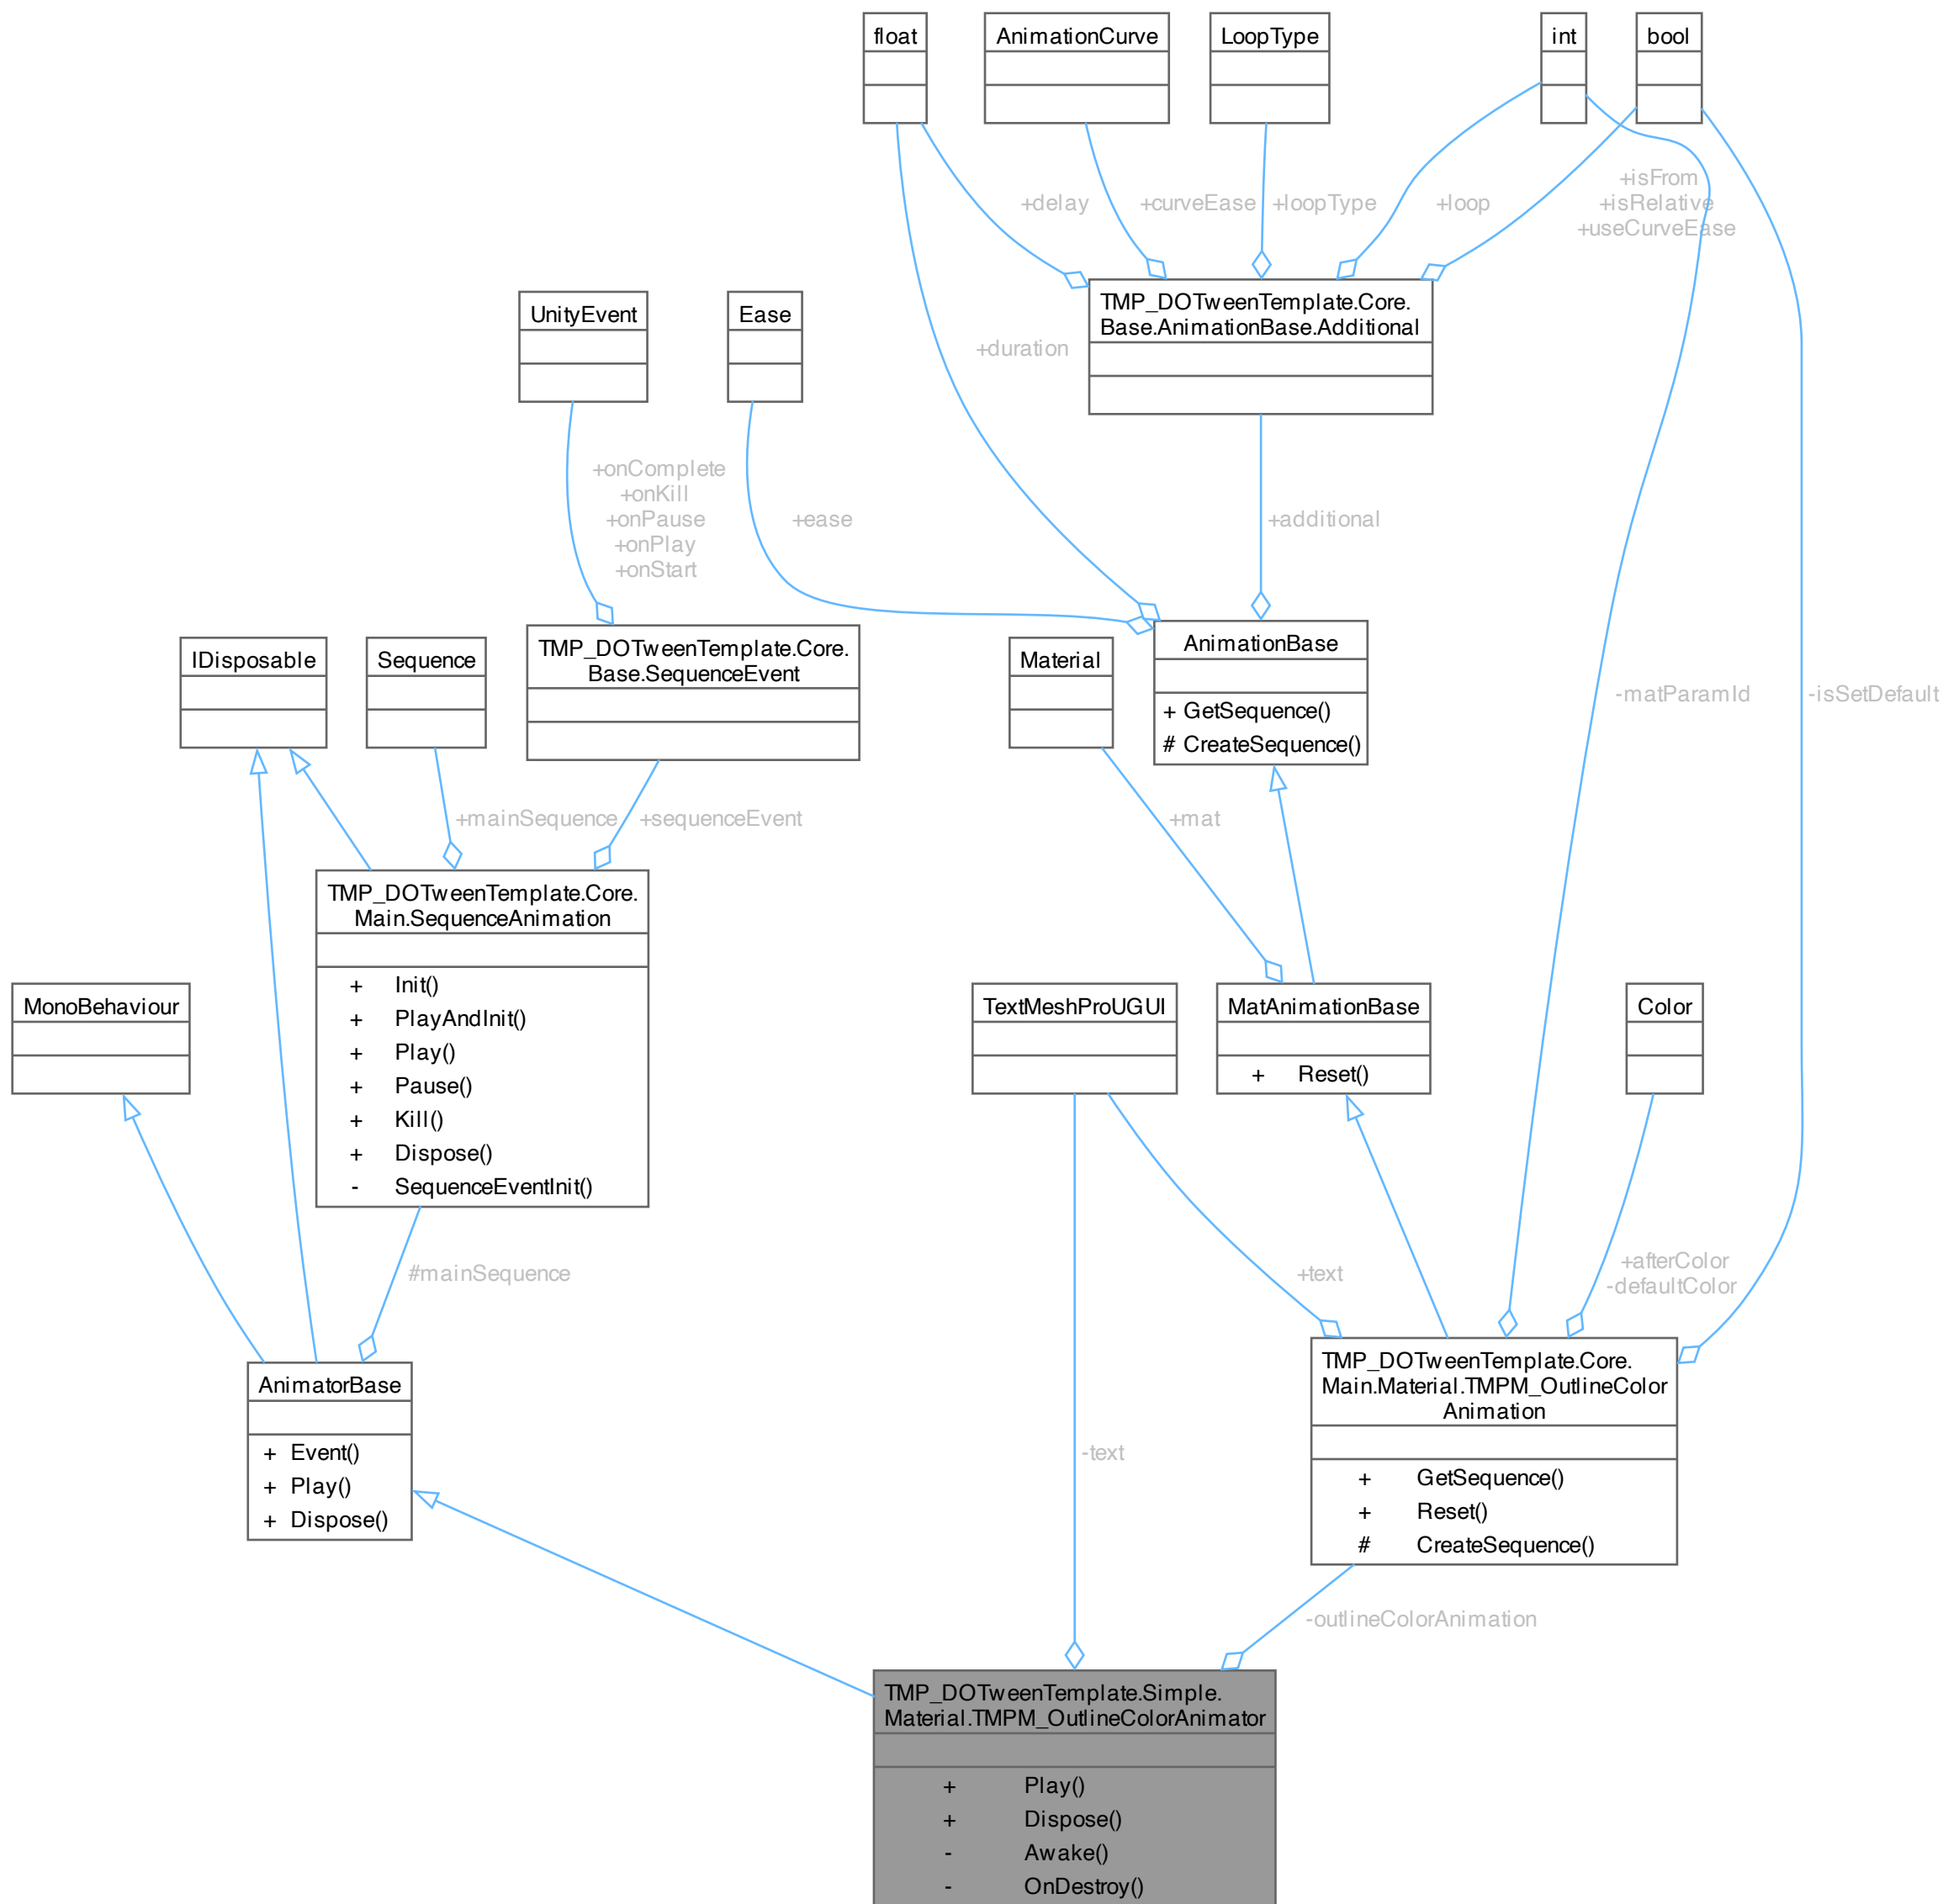 float
AnimationCurve
LoopType
int
bool
+delay
+curveEase
+loopType
+loop
+isFrom
+isRelative
+useCurveEase
UnityEvent
Ease
TMP_DOTweenTemplate.Core.
Base.AnimationBase.Additional
+duration
+onComplete
+onKill
+onPause
+onPlay
+onStart
+ease
+additional
IDisposable
Sequence
TMP_DOTweenTemplate.Core.
Base.SequenceEvent
Material
AnimationBase
+ GetSequence()
# CreateSequence()
-matParamId
-isSetDefault
+mainSequence
+sequenceEvent
+mat
TMP_DOTweenTemplate.Core.
Main.SequenceAnimation
+ Init()
+ PlayAndInit()
+ Play()
+ Pause()
+ Kill()
+ Dispose()
- SequenceEventInit()
MonoBehaviour
TextMeshProUGUI
MatAnimationBase
+ Reset()
Color
#mainSequence
+text
+afterColor
-defaultColor
AnimatorBase
+ Event()
+ Play()
+ Dispose()
TMP_DOTweenTemplate.Core.
Main.Material.TMPM_OutlineColor
Animation
+ GetSequence()
+ Reset()
# CreateSequence()
-text
-outlineColorAnimation
TMP_DOTweenTemplate.Simple.
Material.TMPM_OutlineColorAnimator
+ Play()
+ Dispose()
- Awake()
- OnDestroy()